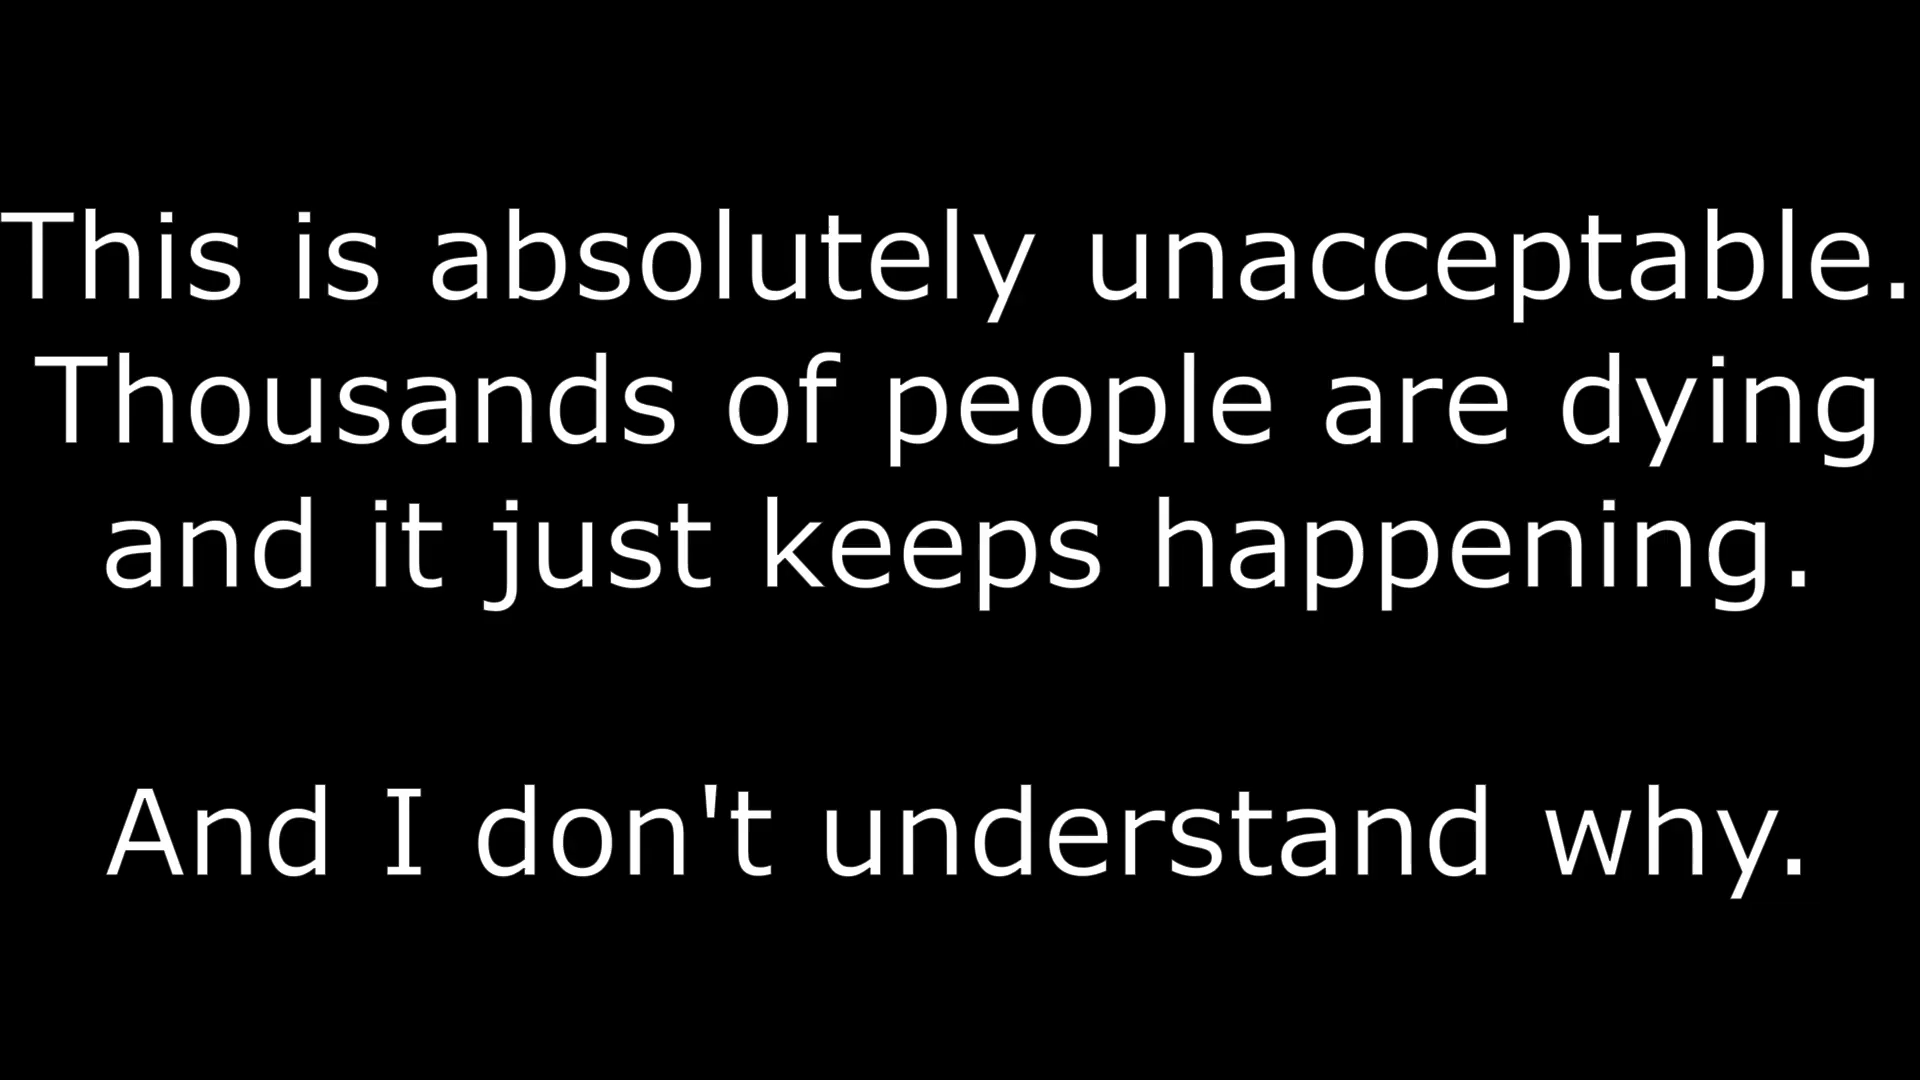 This is absolutely unacceptable.
Thousands of people are dying
and it just keeps happening.
And I don't understand why.